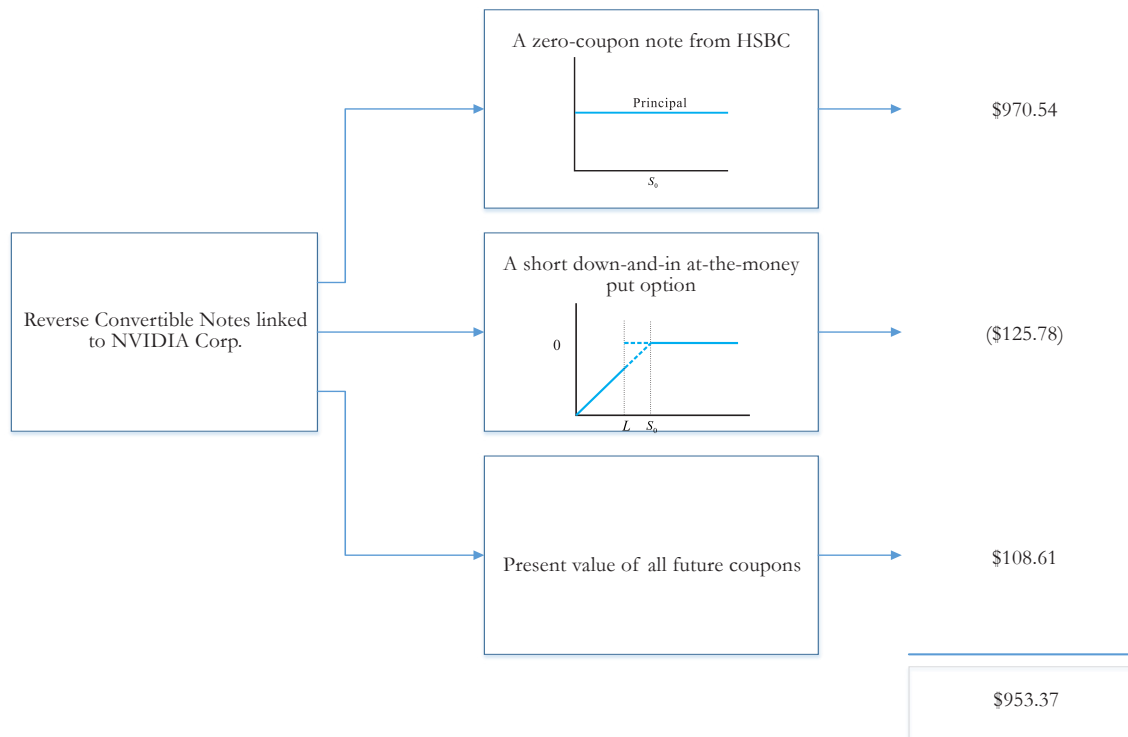 A zero-coupon note from HSBC
Principal
S₀
$970.54
Reverse Convertible Notes linked
to NVIDIA Corp.
A short down-and-in at-the-money
put option
0
L S₀
($125.78)
Present value of all future coupons
$108.61
$953.37